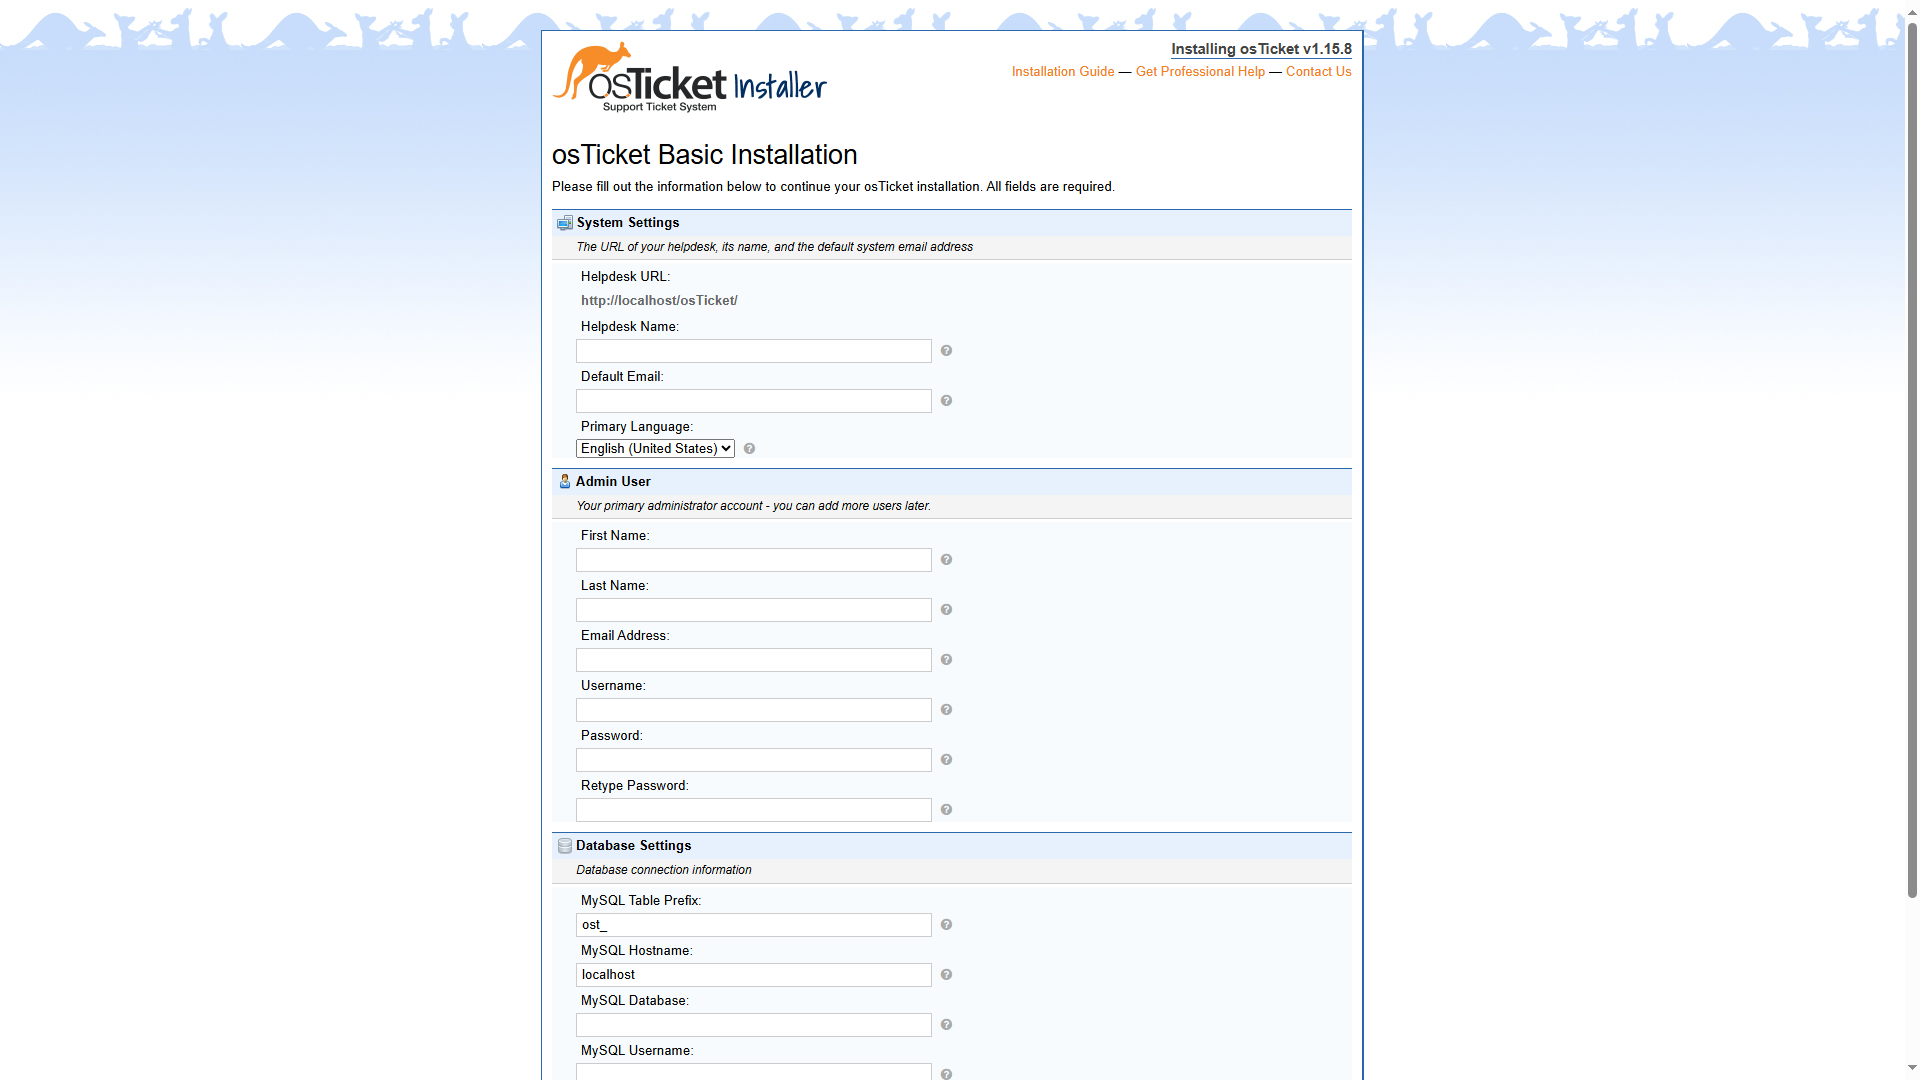 osTicket Installer
Support Ticket System
Installing osTicket v1.15.8
Installation Guide — Get Professional Help — Contact Us
osTicket Basic Installation
Please fill out the information below to continue your osTicket installation. All fields are required.
System Settings
The URL of your helpdesk, its name, and the default system email address
Helpdesk URL:
http://localhost/osTicket/
Helpdesk Name:
Default Email:
Primary Language:
English (United States)
Admin User
Your primary administrator account - you can add more users later.
First Name:
Last Name:
Email Address:
Username:
Password:
Retype Password:
Database Settings
Database connection information
MySQL Table Prefix:
ost_
MySQL Hostname:
localhost
MySQL Database:
MySQL Username: